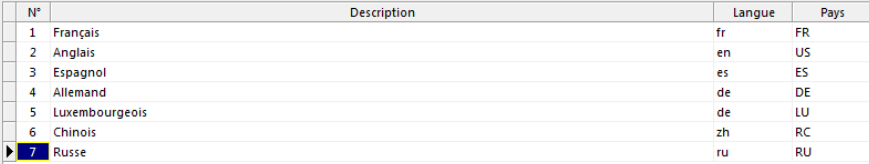 N° Description Langue Pays
1 Français fr FR
2 Anglais en US
3 Espagnol es ES
4 Allemand de DE
5 Luxembourgeois de LU
6 Chinois zh RC
7 Russe ru RU